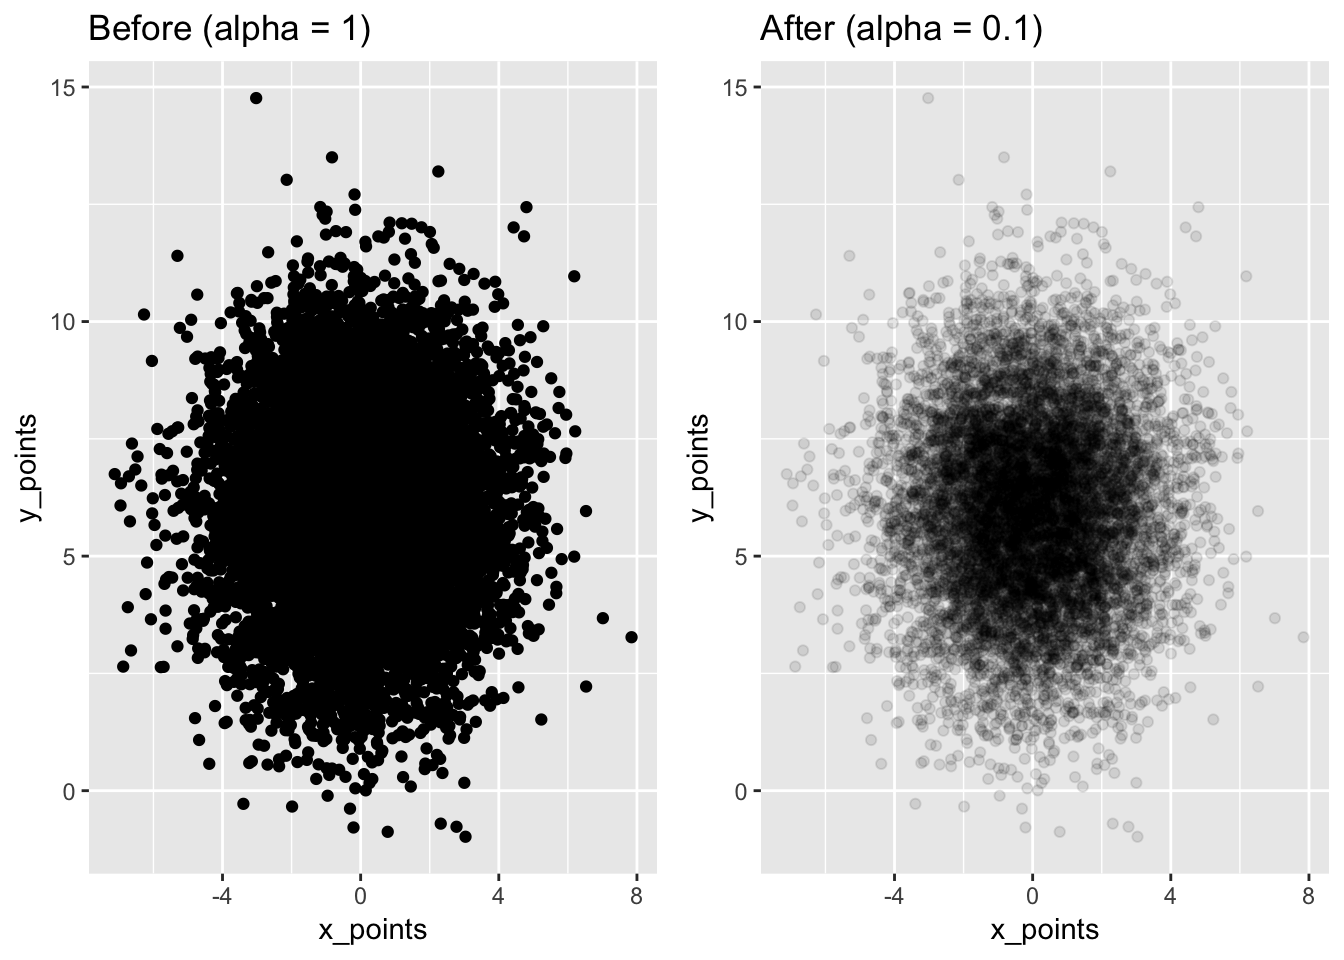 Before (alpha = 1)
15
10
5
0
y_points
-4 0 4 8
x_points
After (alpha = 0.1)
15
10
5
0
y_points
-4 0 4 8
x_points